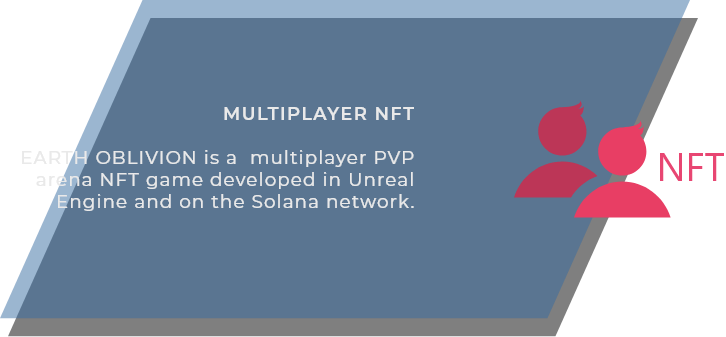 MULTIPLAYER NFT
EARTH OBLIVION is a  multiplayer PVP
arena NFT game developed in Unreal
Engine and on the Solana network.
NFT